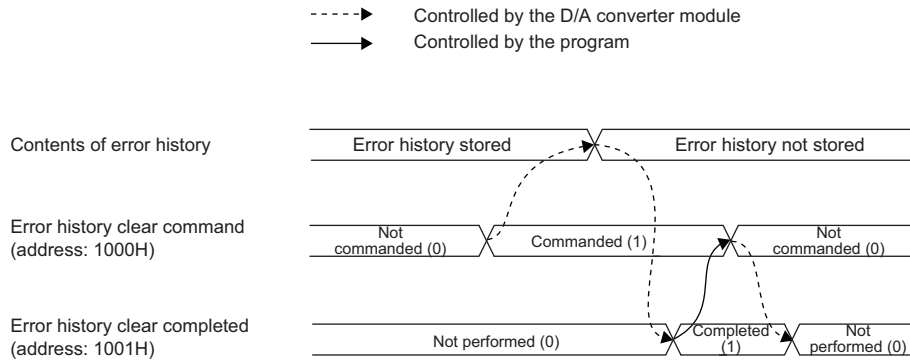 Controlled by the D/A converter module
Controlled by the program
Contents of error history
Error history stored
Error history not stored
Error history clear command
(address: 1000H)
Not
commanded (0)
Commanded (1)
Not
commanded (0)
Error history clear completed
(address: 1001H)
Not performed (0)
Completed
(1)
Not
performed (0)